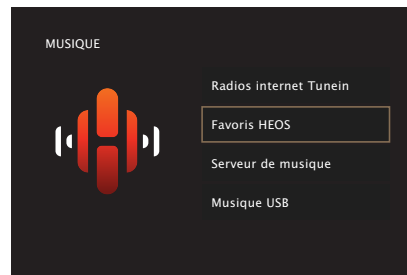 MUSIQUE
Radios internet Tunein
Favoris HEOS
Serveur de musique
Musique USB